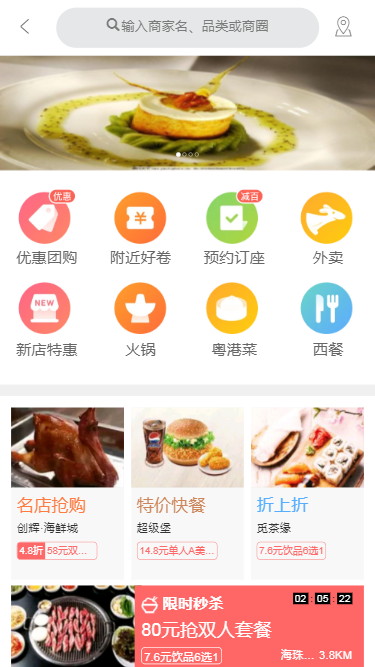 输入商家名、品类或商圈
优惠
减百
优惠团购
附近好卷
预约订座
外卖
NEW
新店特惠
火锅
粤港菜
西餐
名店抢购
特价快餐
折上折
创辉·海鲜城
超级堡
觅茶缘
4.8折 58元双...
14.8元单人A美...
7.6元饮品6选1
限时秒杀
02 : 05 : 22
80元抢双人套餐
7.6元饮品6选1
海珠... 3.8KM